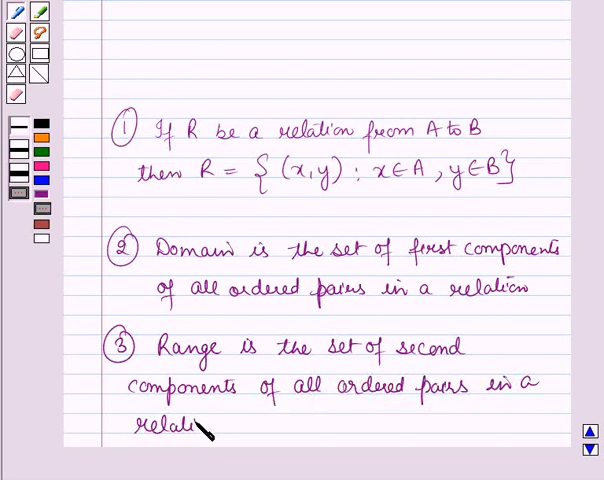 ① If R be a relation from A to B
then R = { (x,y) : x∈A , y∈B }
② Domain is the set of first components
of all ordered pairs in a relation
③ Range is the set of second
components of all ordered pairs in a
relati